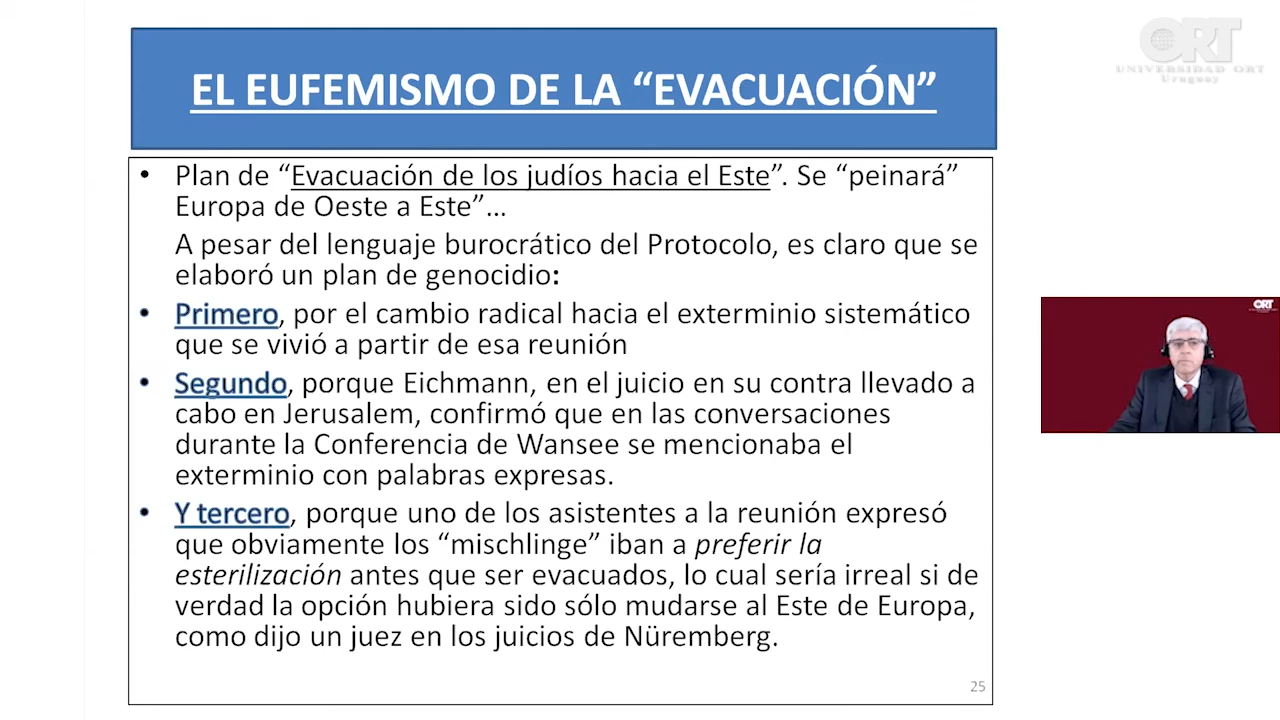 ORT
UNIVERSIDAD ORT
Uruguay
EL EUFEMISMO DE LA “EVACUACIÓN”
• Plan de “Evacuación de los judíos hacia el Este”. Se “peinará”
Europa de Oeste a Este”…
A pesar del lenguaje burocrático del Protocolo, es claro que se
elaboró un plan de genocidio:
• Primero, por el cambio radical hacia el exterminio sistemático
que se vivió a partir de esa reunión
• Segundo, porque Eichmann, en el juicio en su contra llevado a
cabo en Jerusalem, confirmó que en las conversaciones
durante la Conferencia de Wansee se mencionaba el
exterminio con palabras expresas.
• Y tercero, porque uno de los asistentes a la reunión expresó
que obviamente los “mischlinge” iban a preferir la
esterilización antes que ser evacuados, lo cual sería irreal si de
verdad la opción hubiera sido sólo mudarse al Este de Europa,
como dijo un juez en los juicios de Nüremberg.
25
ORT